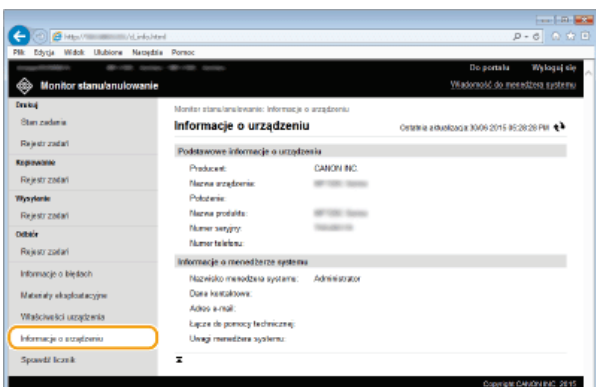 Plik Edycja Widok Ulubione Narzędzia Pomoc
Do portalu Wyloguj się
Monitor stanu/anulowanie
Wiadomość do menedżera systemu
Drukuj
Stan zadania
Rejestr zadań
Kopiowanie
Rejestr zadań
Wysyłanie
Rejestr zadań
Odbiór
Rejestr zadań
Informacje o błędach
Materiały eksploatacyjne
Właściwości urządzenia
Informacje o urządzeniu
Sprawdź licznik
Monitor stanu/anulowanie: Informacje o urządzeniu
Informacje o urządzeniu
Ostatnia aktualizacja: 30/06 2015 05:28:28 PM
Podstawowe informacje o urządzeniu
Producent: CANON INC.
Nazwa urządzenia:
Położenie:
Nazwa produktu:
Numer seryjny:
Numer telefonu:
Informacje o menedżerze systemu
Nazwisko menedżera systemu: Administrator
Dane kontaktowe:
Adres e-mail:
Łącze do pomocy technicznej:
Uwagi menedżera systemu:
Copyright CANON INC. 2015